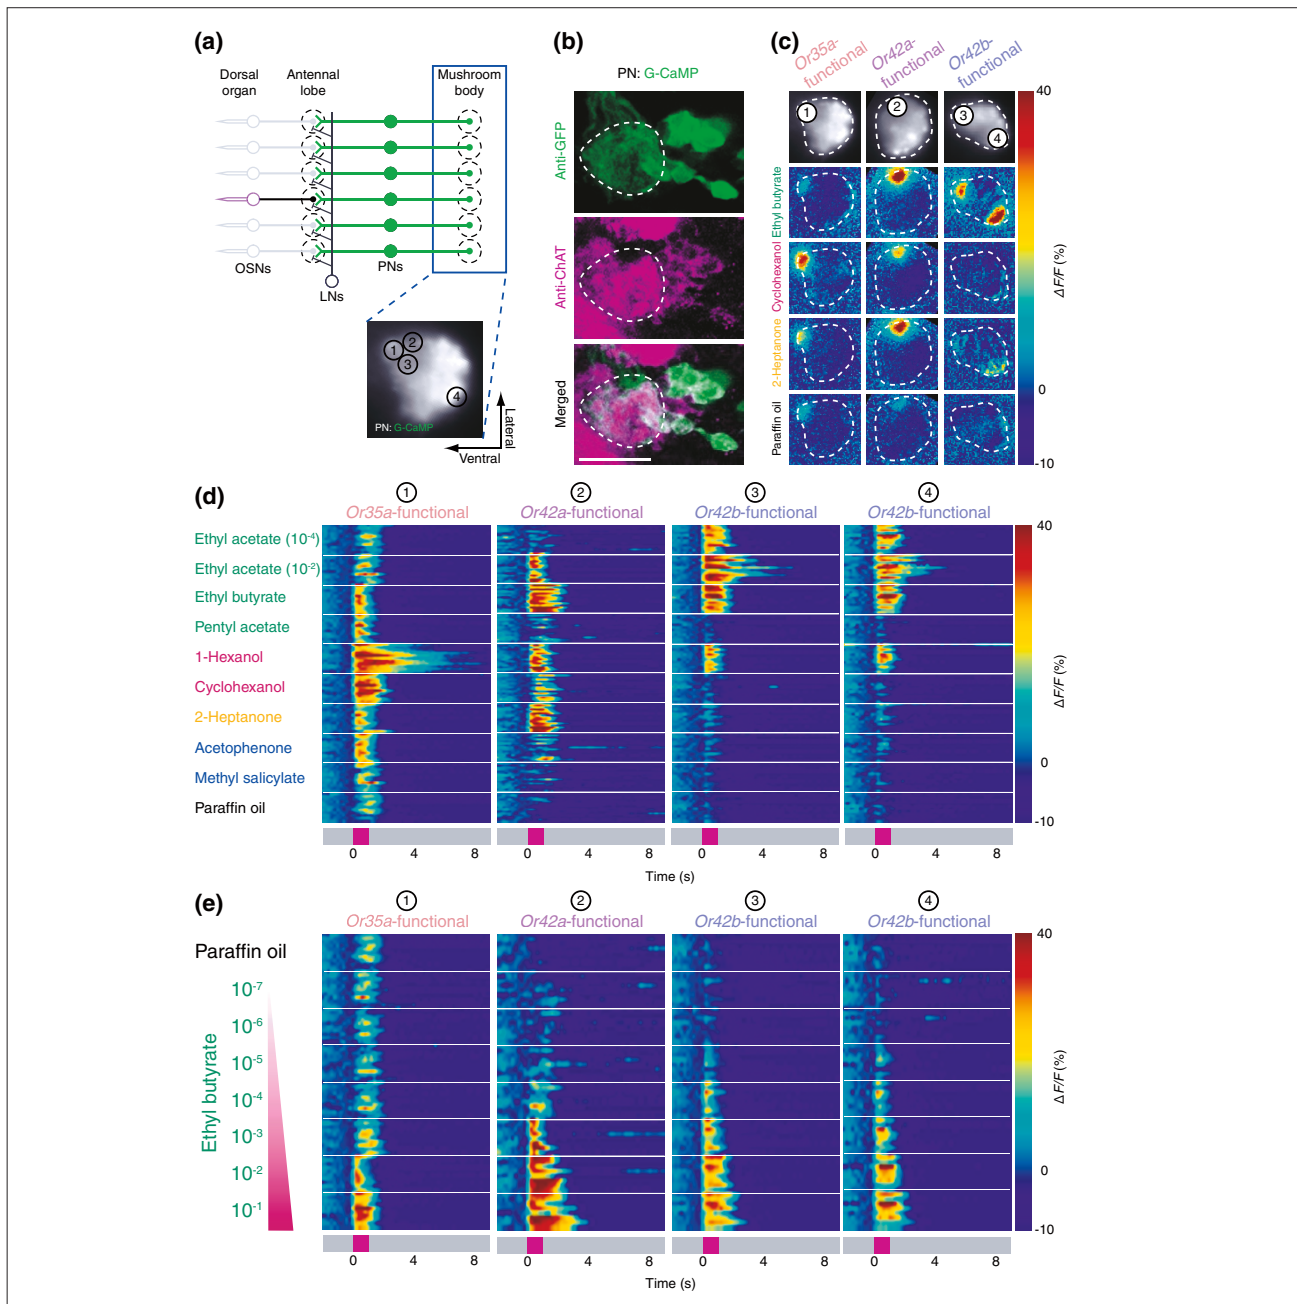 (a)
Dorsal organ
Antennal lobe
Mushroom body
OSNs
LNs
PNs
1
2
3
4
PN: G-CaMP
Lateral
Ventral
(b)
PN: G-CaMP
Anti-GFP
Anti-ChAT
Merged
(c)
Or35a-functional
Or42a-functional
Or42b-functional
1
2
3
4
Ethyl butyrate
Cyclohexanol
2-Heptanone
Paraffin oil
40
0
-10
ΔF/F (%)
(d)
1
2
3
4
Or35a-functional
Or42a-functional
Or42b-functional
Or42b-functional
Ethyl acetate (10⁻⁴)
Ethyl acetate (10⁻²)
Ethyl butyrate
Pentyl acetate
1-Hexanol
Cyclohexanol
2-Heptanone
Acetophenone
Methyl salicylate
Paraffin oil
40
0
-10
ΔF/F (%)
0 4 8 0 4 8 0 4 8 0 4 8
Time (s)
(e)
1
2
3
4
Or35a-functional
Or42a-functional
Or42b-functional
Or42b-functional
Paraffin oil
10⁻⁷
10⁻⁶
10⁻⁵
10⁻⁴
10⁻³
10⁻²
10⁻¹
Ethyl butyrate
40
0
-10
ΔF/F (%)
0 4 8 0 4 8 0 4 8 0 4 8
Time (s)